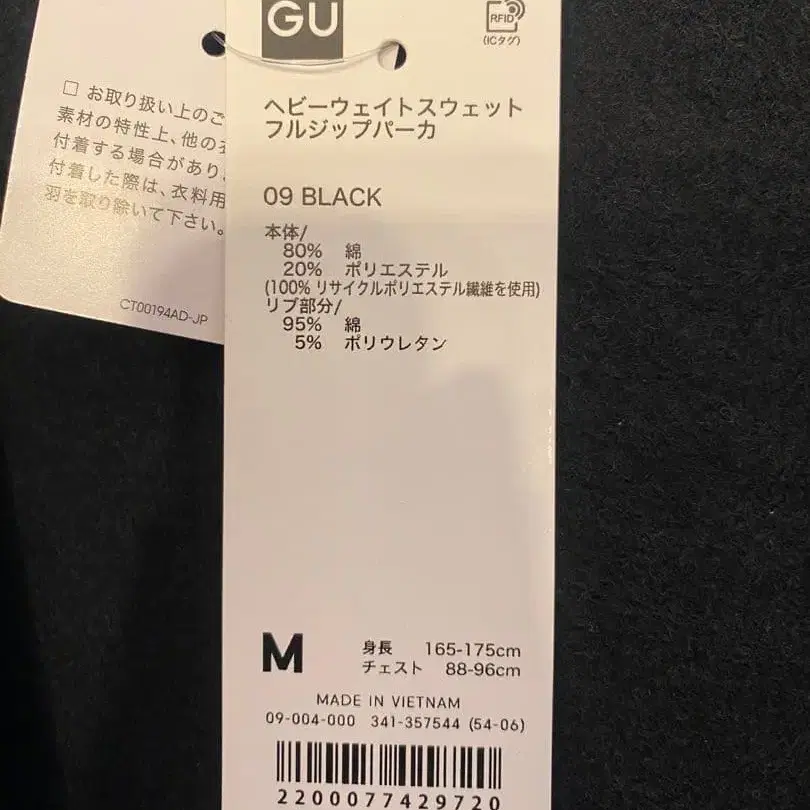 GU
RFID
(ICタグ)
ヘビーウェイトスウェット
フルジップパーカ
09 BLACK
本体/
80% 綿
20% ポリエステル
(100% リサイクルポリエステル繊維を使用)
リブ部分/
95% 綿
5% ポリウレタン
M
身長 165-175cm
チェスト 88-96cm
MADE IN VIETNAM
09-004-000 341-357544 (54-06)
2200077429720
□ お取り扱い上のご
素材の特性上、他の
付着する場合があり
付着した際は、衣料用
羽を取り除いて下さい。
CT00194AD-JP